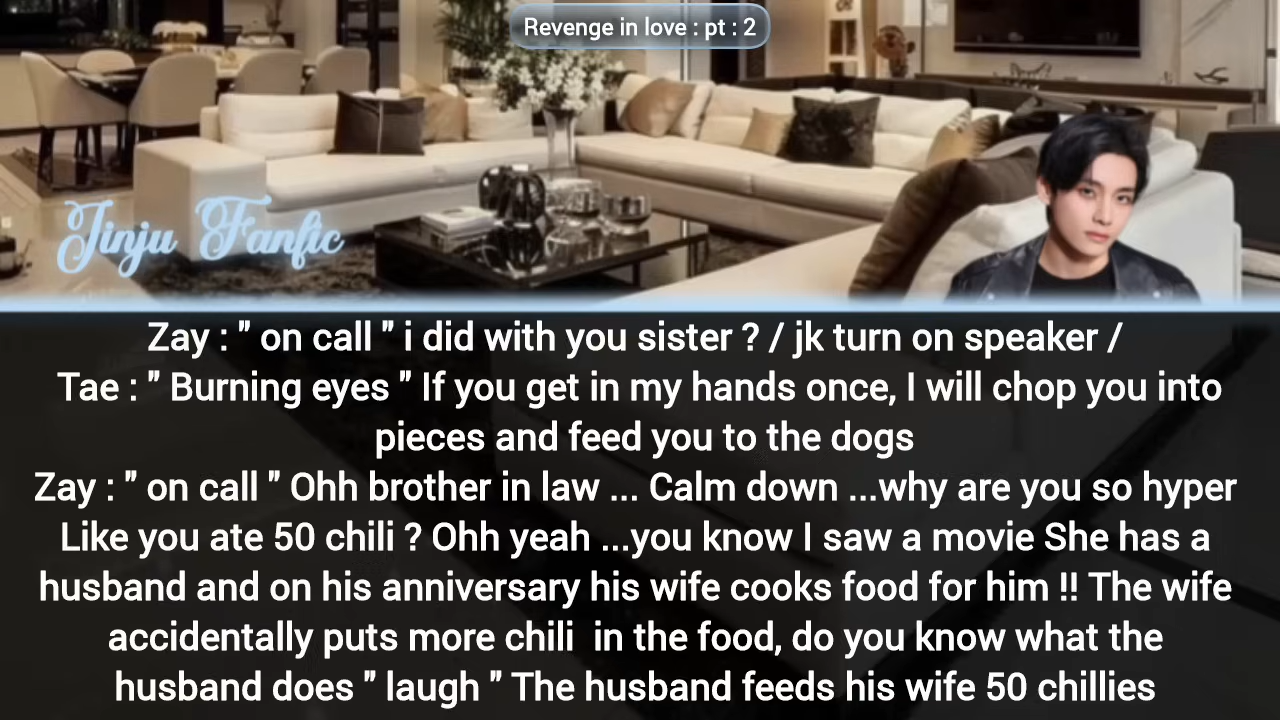 Revenge in love : pt : 2
Jinju Fanfic
Zay : " on call " i did with you sister ? / jk turn on speaker /
Tae : " Burning eyes " If you get in my hands once, I will chop you into
pieces and feed you to the dogs
Zay : " on call " Ohh brother in law ... Calm down ...why are you so hyper
Like you ate 50 chili ? Ohh yeah ...you know I saw a movie She has a
husband and on his anniversary his wife cooks food for him !! The wife
accidentally puts more chili  in the food, do you know what the
husband does " laugh " The husband feeds his wife 50 chillies